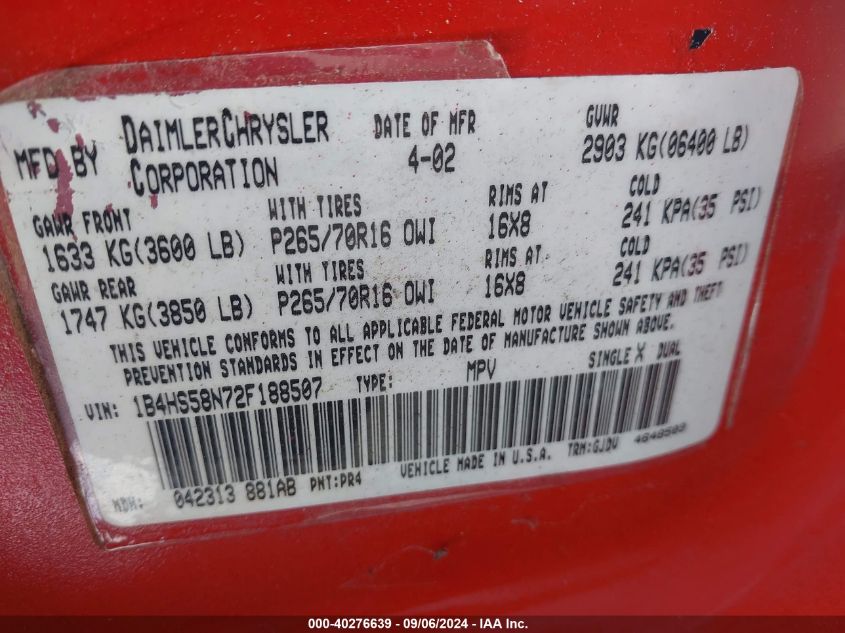 MFD BY DAIMLERCHRYSLER CORPORATION DATE OF MFR 4-02 GVWR 2903 KG(06400 LB)
GAWR FRONT WITH TIRES RIMS AT COLD
1633 KG(3600 LB) P265/70R16 OWI 16X8 241 KPA(35 PSI)
GAWR REAR WITH TIRES RIMS AT COLD
1747 KG(3850 LB) P265/70R16 OWI 16X8 241 KPA(35 PSI)
THIS VEHICLE CONFORMS TO ALL APPLICABLE FEDERAL MOTOR VEHICLE SAFETY AND THEFT
PREVENTION STANDARDS IN EFFECT ON THE DATE OF MANUFACTURE SHOWN ABOVE.
VIN: 1B4HS58N72F188507 TYPE: MPV SINGLE X DUAL
MDH: 042313 881AB PNT:PR4 VEHICLE MADE IN U.S.A. TRM:GJDV 4648503
000-40276639 - 09/06/2024 - IAA Inc.